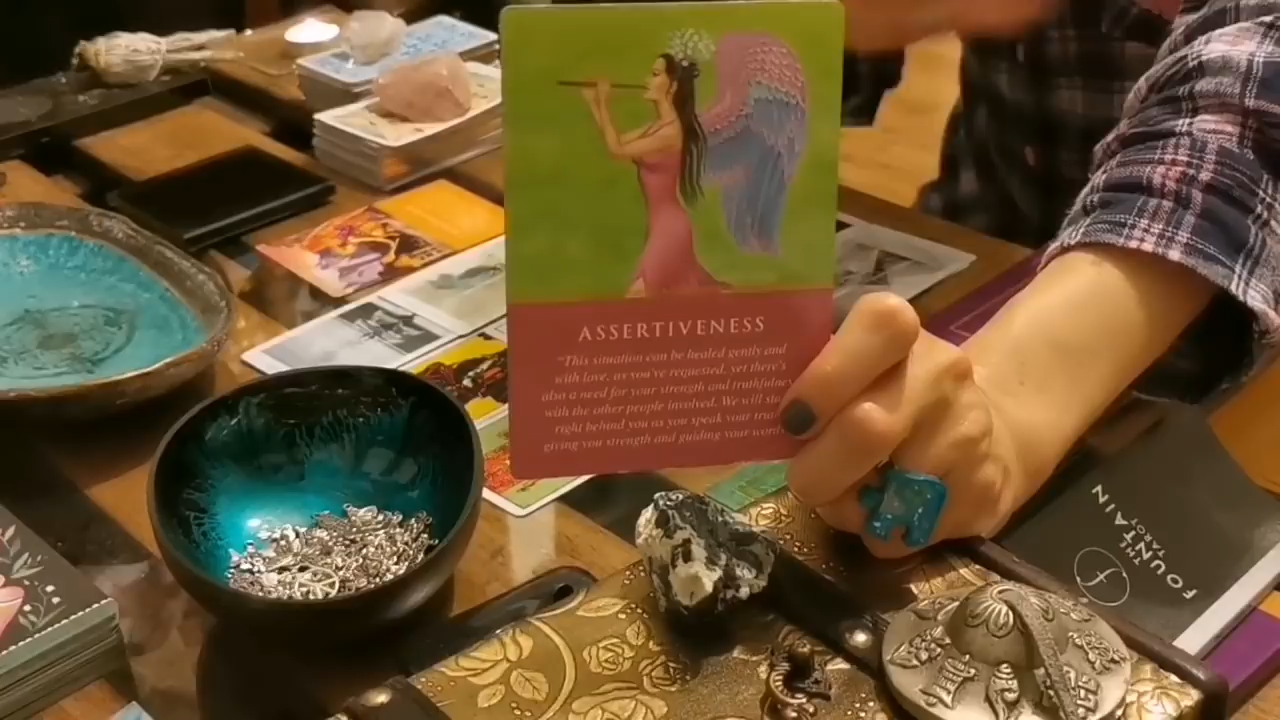 ASSERTIVENESS
"This situation can be healed gently and
with love, as you've requested, yet there's
also a need for your strength and truthfulne
with the other people involved. We will sta
right behind you as you speak your trut
giving you strength and guiding your words
THE
FOUNTAIN
TAROT
f